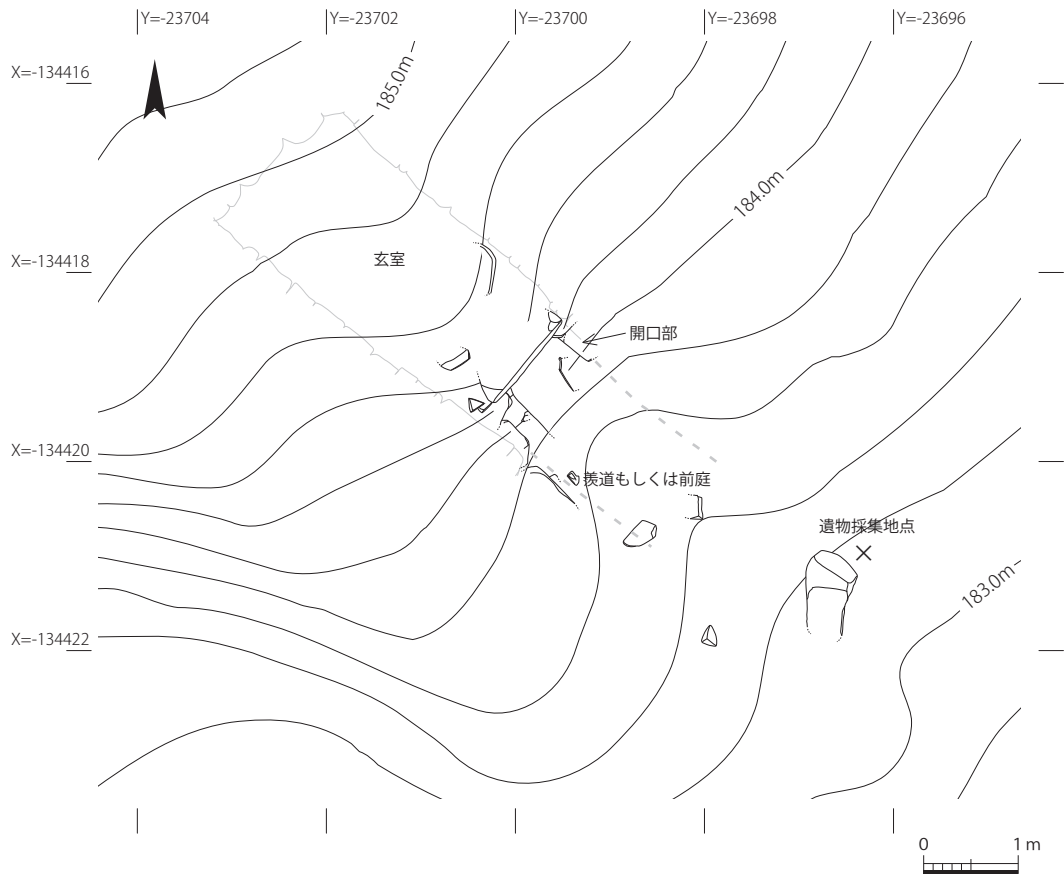 Y=-23704
Y=-23702
Y=-23700
Y=-23698
Y=-23696
X=-134416
185.0m
184.0m
X=-134418
玄室
開口部
X=-134420
羨道もしくは前庭
遺物採集地点
183.0m
X=-134422
0
1 m